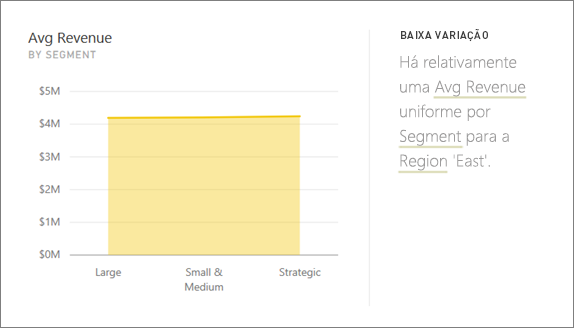 Avg Revenue
BY SEGMENT
$5M
$4M
$3M
$2M
$1M
$0M
Large
Small &
Medium
Strategic
BAIXA VARIAÇÃO
Há relativamente
uma Avg Revenue
uniforme por
Segment para a
Region 'East'.